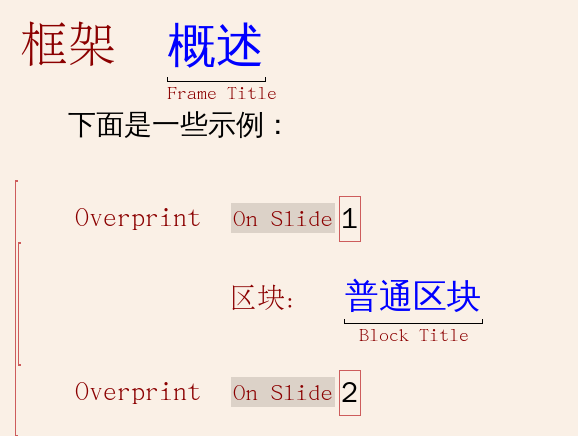 框架 概述
Frame Title
下面是一些示例：
Overprint On Slide 1
区块: 普通区块
Block Title
Overprint On Slide 2